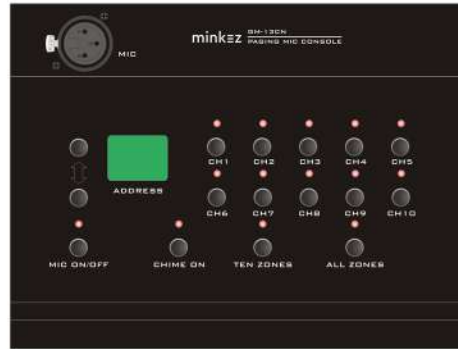 minkez GM-13CN
PAGING MIC CONSOLE
MIC
CH1 CH2 CH3 CH4 CH5
ADDRESS
CH6 CH7 CH8 CH9 CH10
MIC ON/OFF CHIME ON TEN ZONES ALL ZONES